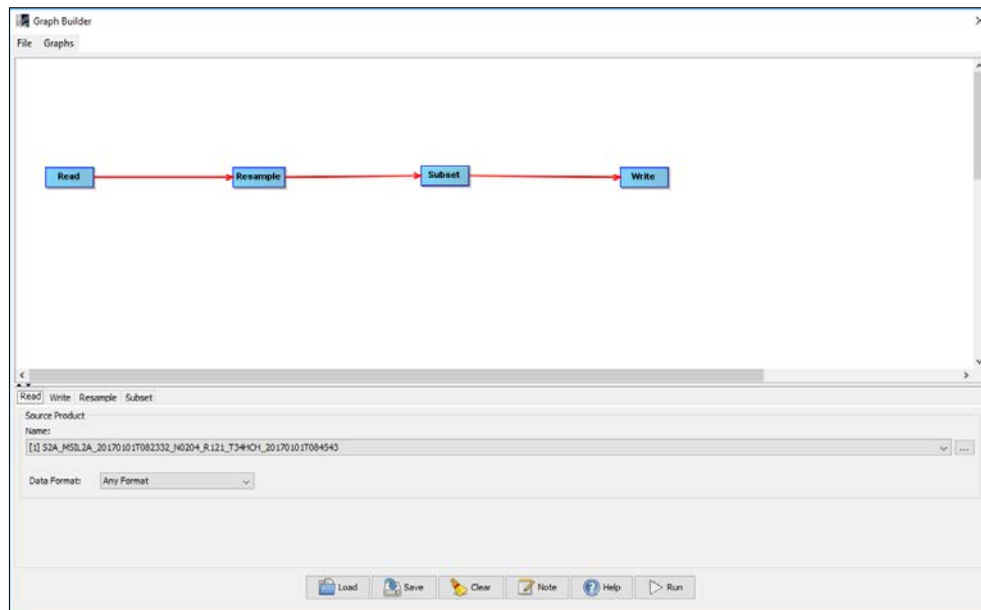 Graph Builder
File Graphs
Read Resample Subset Write
Read Write Resample Subset
Source Product
Name:
[1] S2A_MSIL2A_20170101T082332_N0204_R121_T34HCH_20170101T084543
...
Data Format: Any Format
Load Save Clear Note Help Run